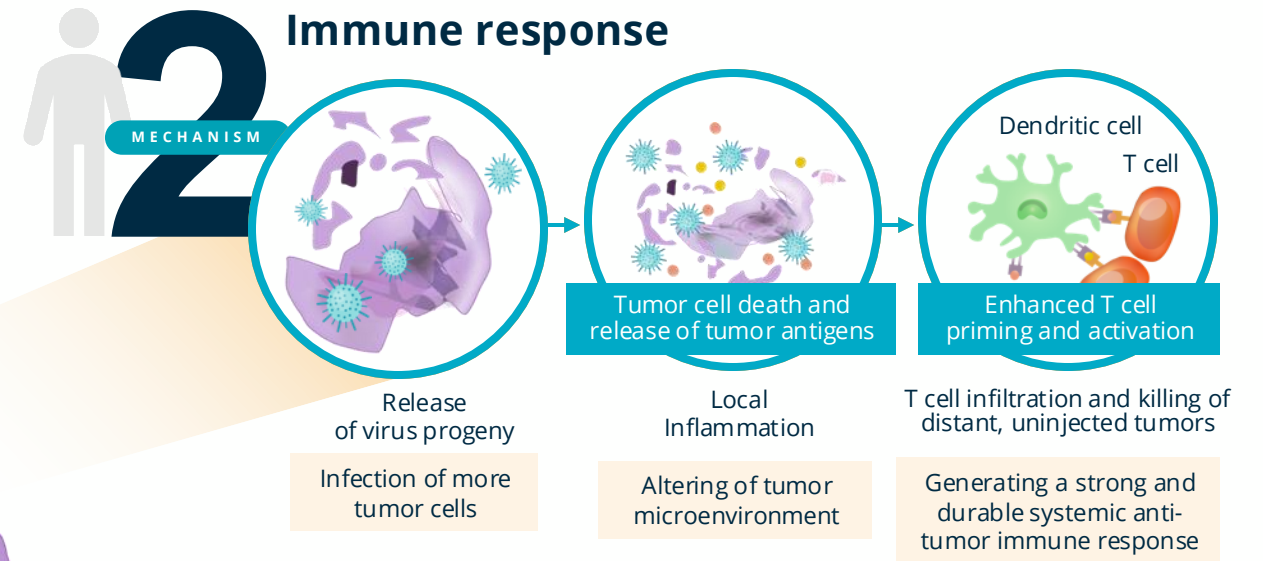 2
Immune response
MECHANISM
Release
of virus progeny
Infection of more
tumor cells
Tumor cell death and
release of tumor antigens
Local
Inflammation
Altering of tumor
microenvironment
Dendritic cell
T cell
Enhanced T cell
priming and activation
T cell infiltration and killing of
distant, uninjected tumors
Generating a strong and
durable systemic anti-
tumor immune response